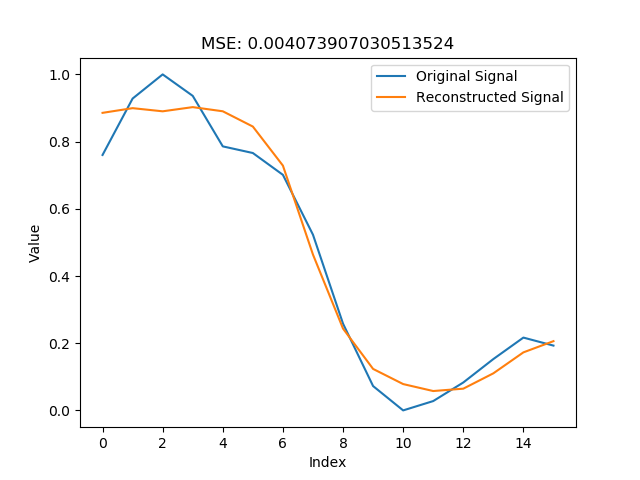 MSE: 0.004073907030513524
Original Signal
Reconstructed Signal
1.0
0.8
0.6
0.4
0.2
0.0
Value
0 2 4 6 8 10 12 14
Index